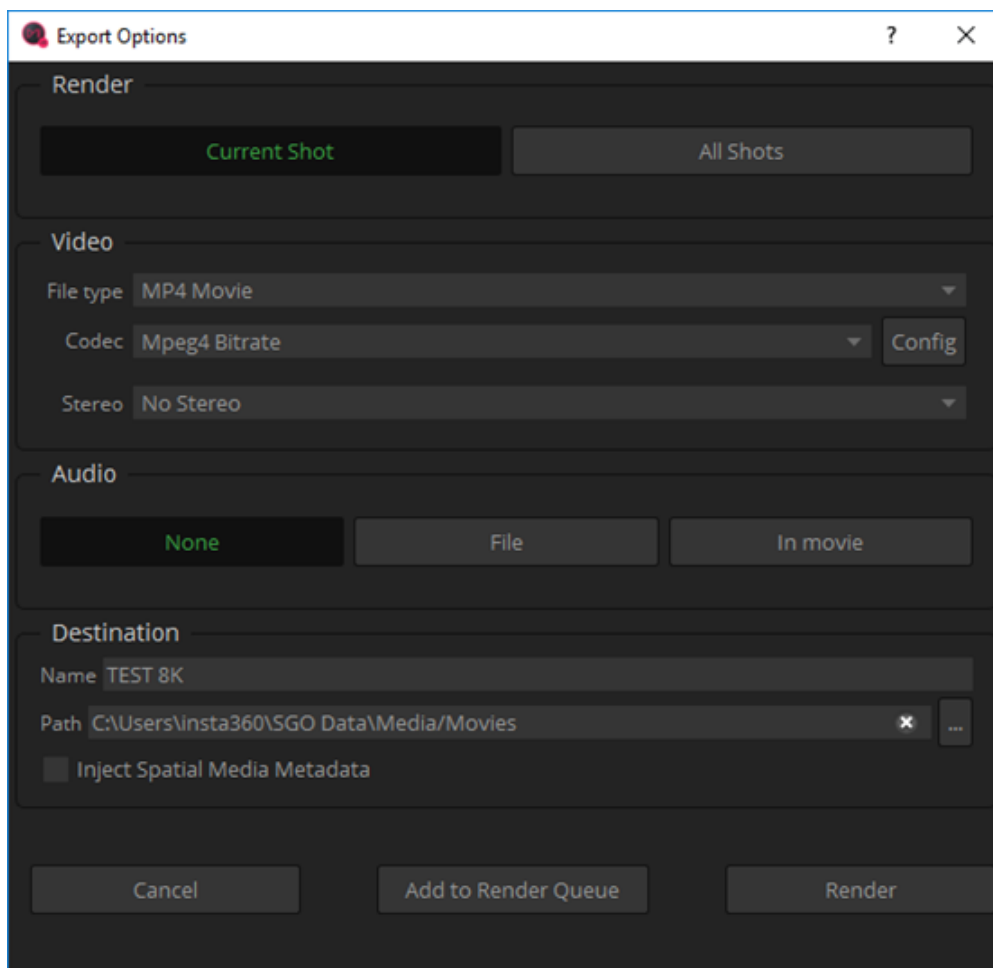 Export Options ?
Render
Current Shot All Shots
Video
File type MP4 Movie
Codec Mpeg4 Bitrate Config
Stereo No Stereo
Audio
None File In movie
Destination
Name TEST 8K
Path C:\Users\insta360\SGO Data\Media/Movies ...
Inject Spatial Media Metadata
Cancel Add to Render Queue Render